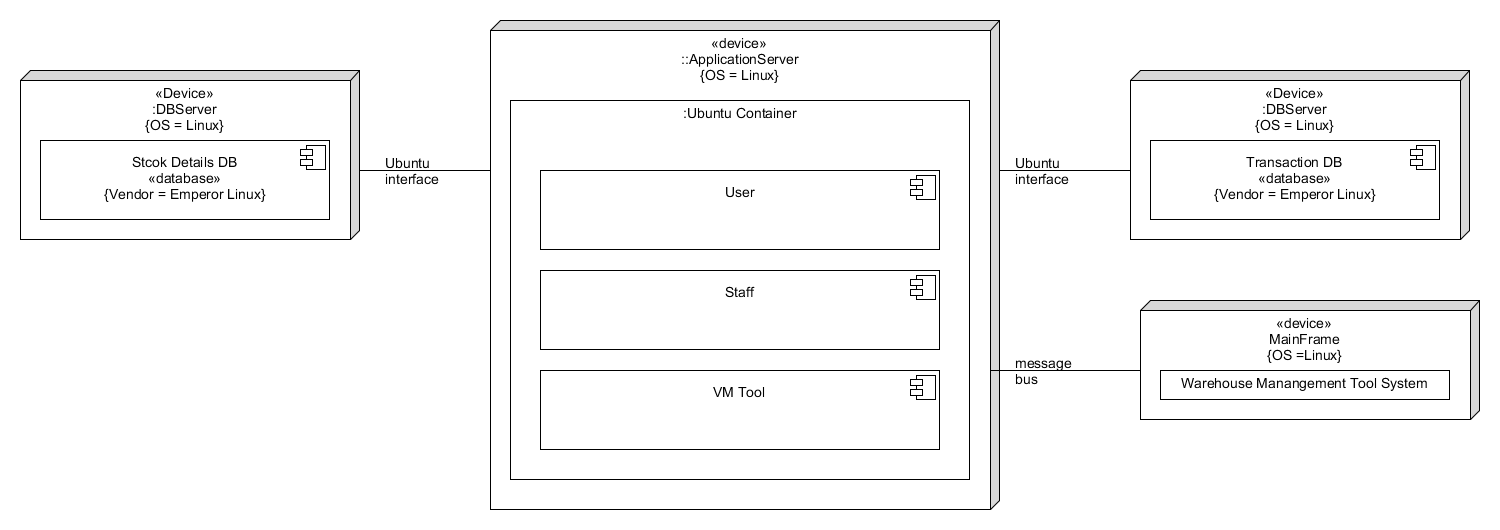 «Device»
:DBServer
{OS = Linux}
Stcok Details DB
«database»
{Vendor = Emperor Linux}
Ubuntu
interface
«device»
::ApplicationServer
{OS = Linux}
:Ubuntu Container
User
Staff
VM Tool
Ubuntu
interface
«Device»
:DBServer
{OS = Linux}
Transaction DB
«database»
{Vendor = Emperor Linux}
message
bus
«device»
MainFrame
{OS =Linux}
Warehouse Manangement Tool System